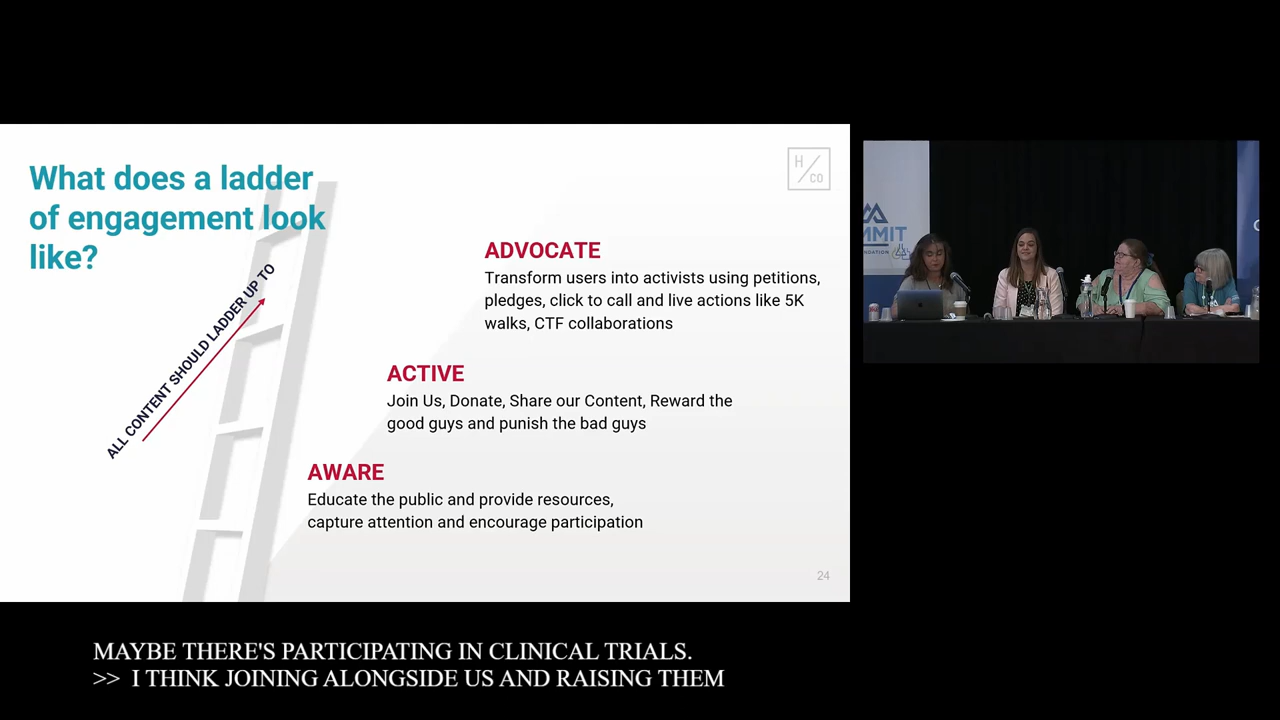 What does a ladder
of engagement look
like?
ALL CONTENT SHOULD LADDER UP TO
H
CO
ADVOCATE
Transform users into activists using petitions,
pledges, click to call and live actions like 5K
walks, CTF collaborations
ACTIVE
Join Us, Donate, Share our Content, Reward the
good guys and punish the bad guys
AWARE
Educate the public and provide resources,
capture attention and encourage participation
24
MMIT
NDATION
MAYBE THERE'S PARTICIPATING IN CLINICAL TRIALS.
>> I THINK JOINING ALONGSIDE US AND RAISING THEM